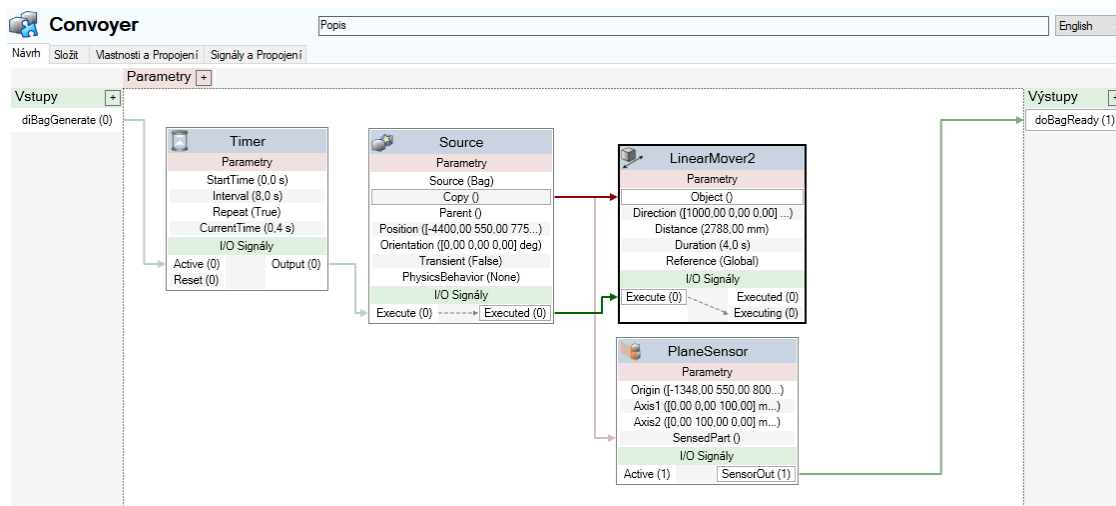 Convoyer
Popis
English
Návrh Složit Vlastnosti a Propojení Signály a Propojení
Parametry +
Vstupy +
diBagGenerate (0)
Timer
Parametry
StartTime (0,0 s)
Interval (8,0 s)
Repeat (True)
CurrentTime (0,4 s)
I/O Signály
Active (0) Output (0)
Reset (0)
Source
Parametry
Source (Bag)
Copy ()
Parent ()
Position ([-4400,00 550,00 775...)
Orientation ([0,00 0,00 0,00] deg)
Transient (False)
PhysicsBehavior (None)
I/O Signály
Execute (0) Executed (0)
LinearMover2
Parametry
Object ()
Direction ([1000,00 0,00 0,00] ...)
Distance (2788,00 mm)
Duration (4,0 s)
Reference (Global)
I/O Signály
Execute (0) Executed (0)
Executing (0)
PlaneSensor
Parametry
Origin ([-1348,00 550,00 800...)
Axis1 ([0,00 0,00 100,00] m...)
Axis2 ([0,00 100,00 0,00] m...)
SensedPart ()
I/O Signály
Active (1) SensorOut (1)
Výstupy +
doBagReady (1)